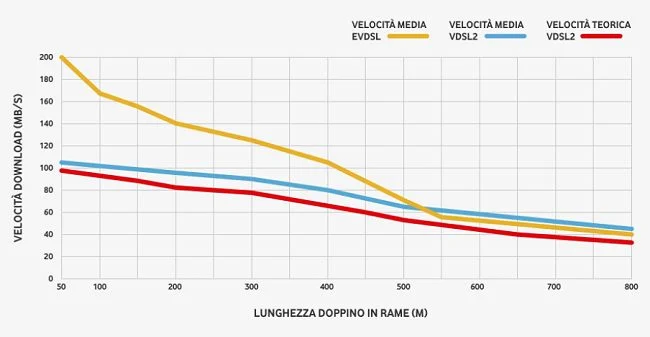 VELOCITÀ MEDIA
EVDSL
VELOCITÀ MEDIA
VDSL2
VELOCITÀ TEORICA
VDSL2
VELOCITÀ DOWNLOAD (MB/S)
200
180
160
140
120
100
80
60
40
20
0
50
100
200
300
400
500
600
700
800
LUNGHEZZA DOPPINO IN RAME (M)